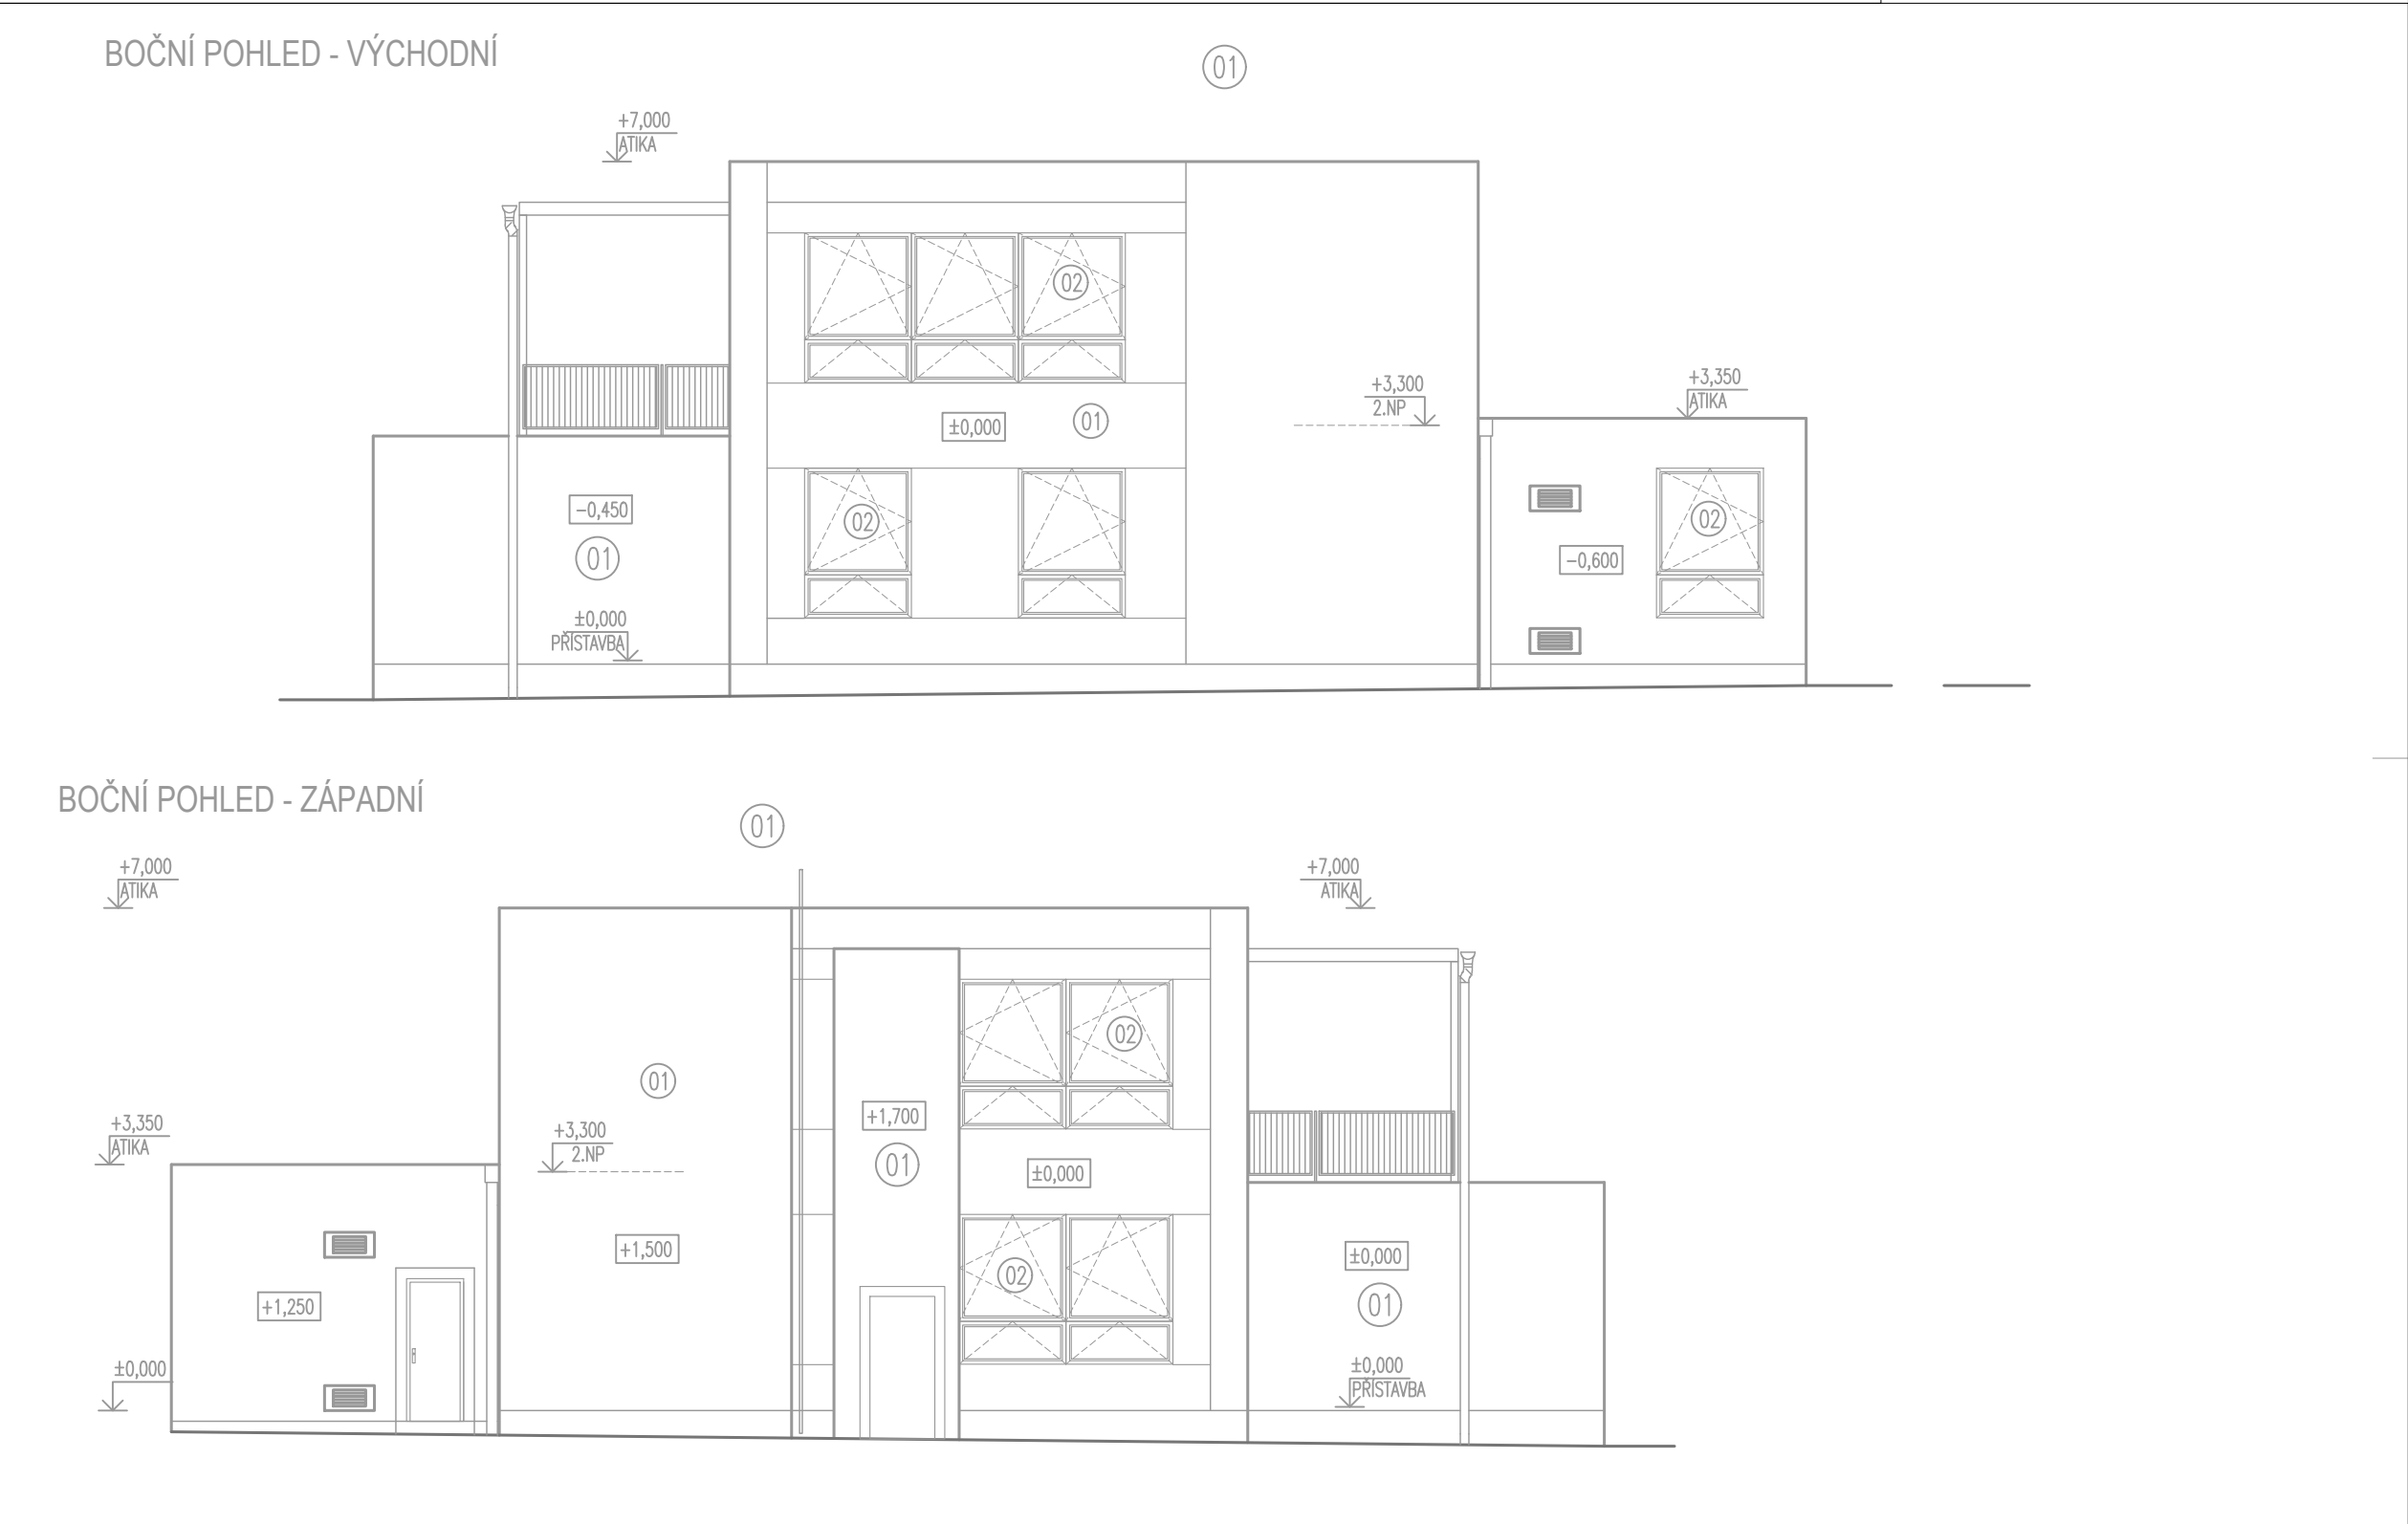 BOČNÍ POHLED - VÝCHODNÍ
01
+7,000
ATIKA
02
+3,300
2.NP
+3,350
ATIKA
±0,000
01
-0,450
02
02
01
-0,600
±0,000
PŘÍSTAVBA
BOČNÍ POHLED - ZÁPADNÍ
01
+7,000
ATIKA
+7,000
ATIKA
02
01
+1,700
+3,350
ATIKA
+3,300
2.NP
01
±0,000
+1,500
±0,000
02
+1,250
01
±0,000
±0,000
PŘÍSTAVBA